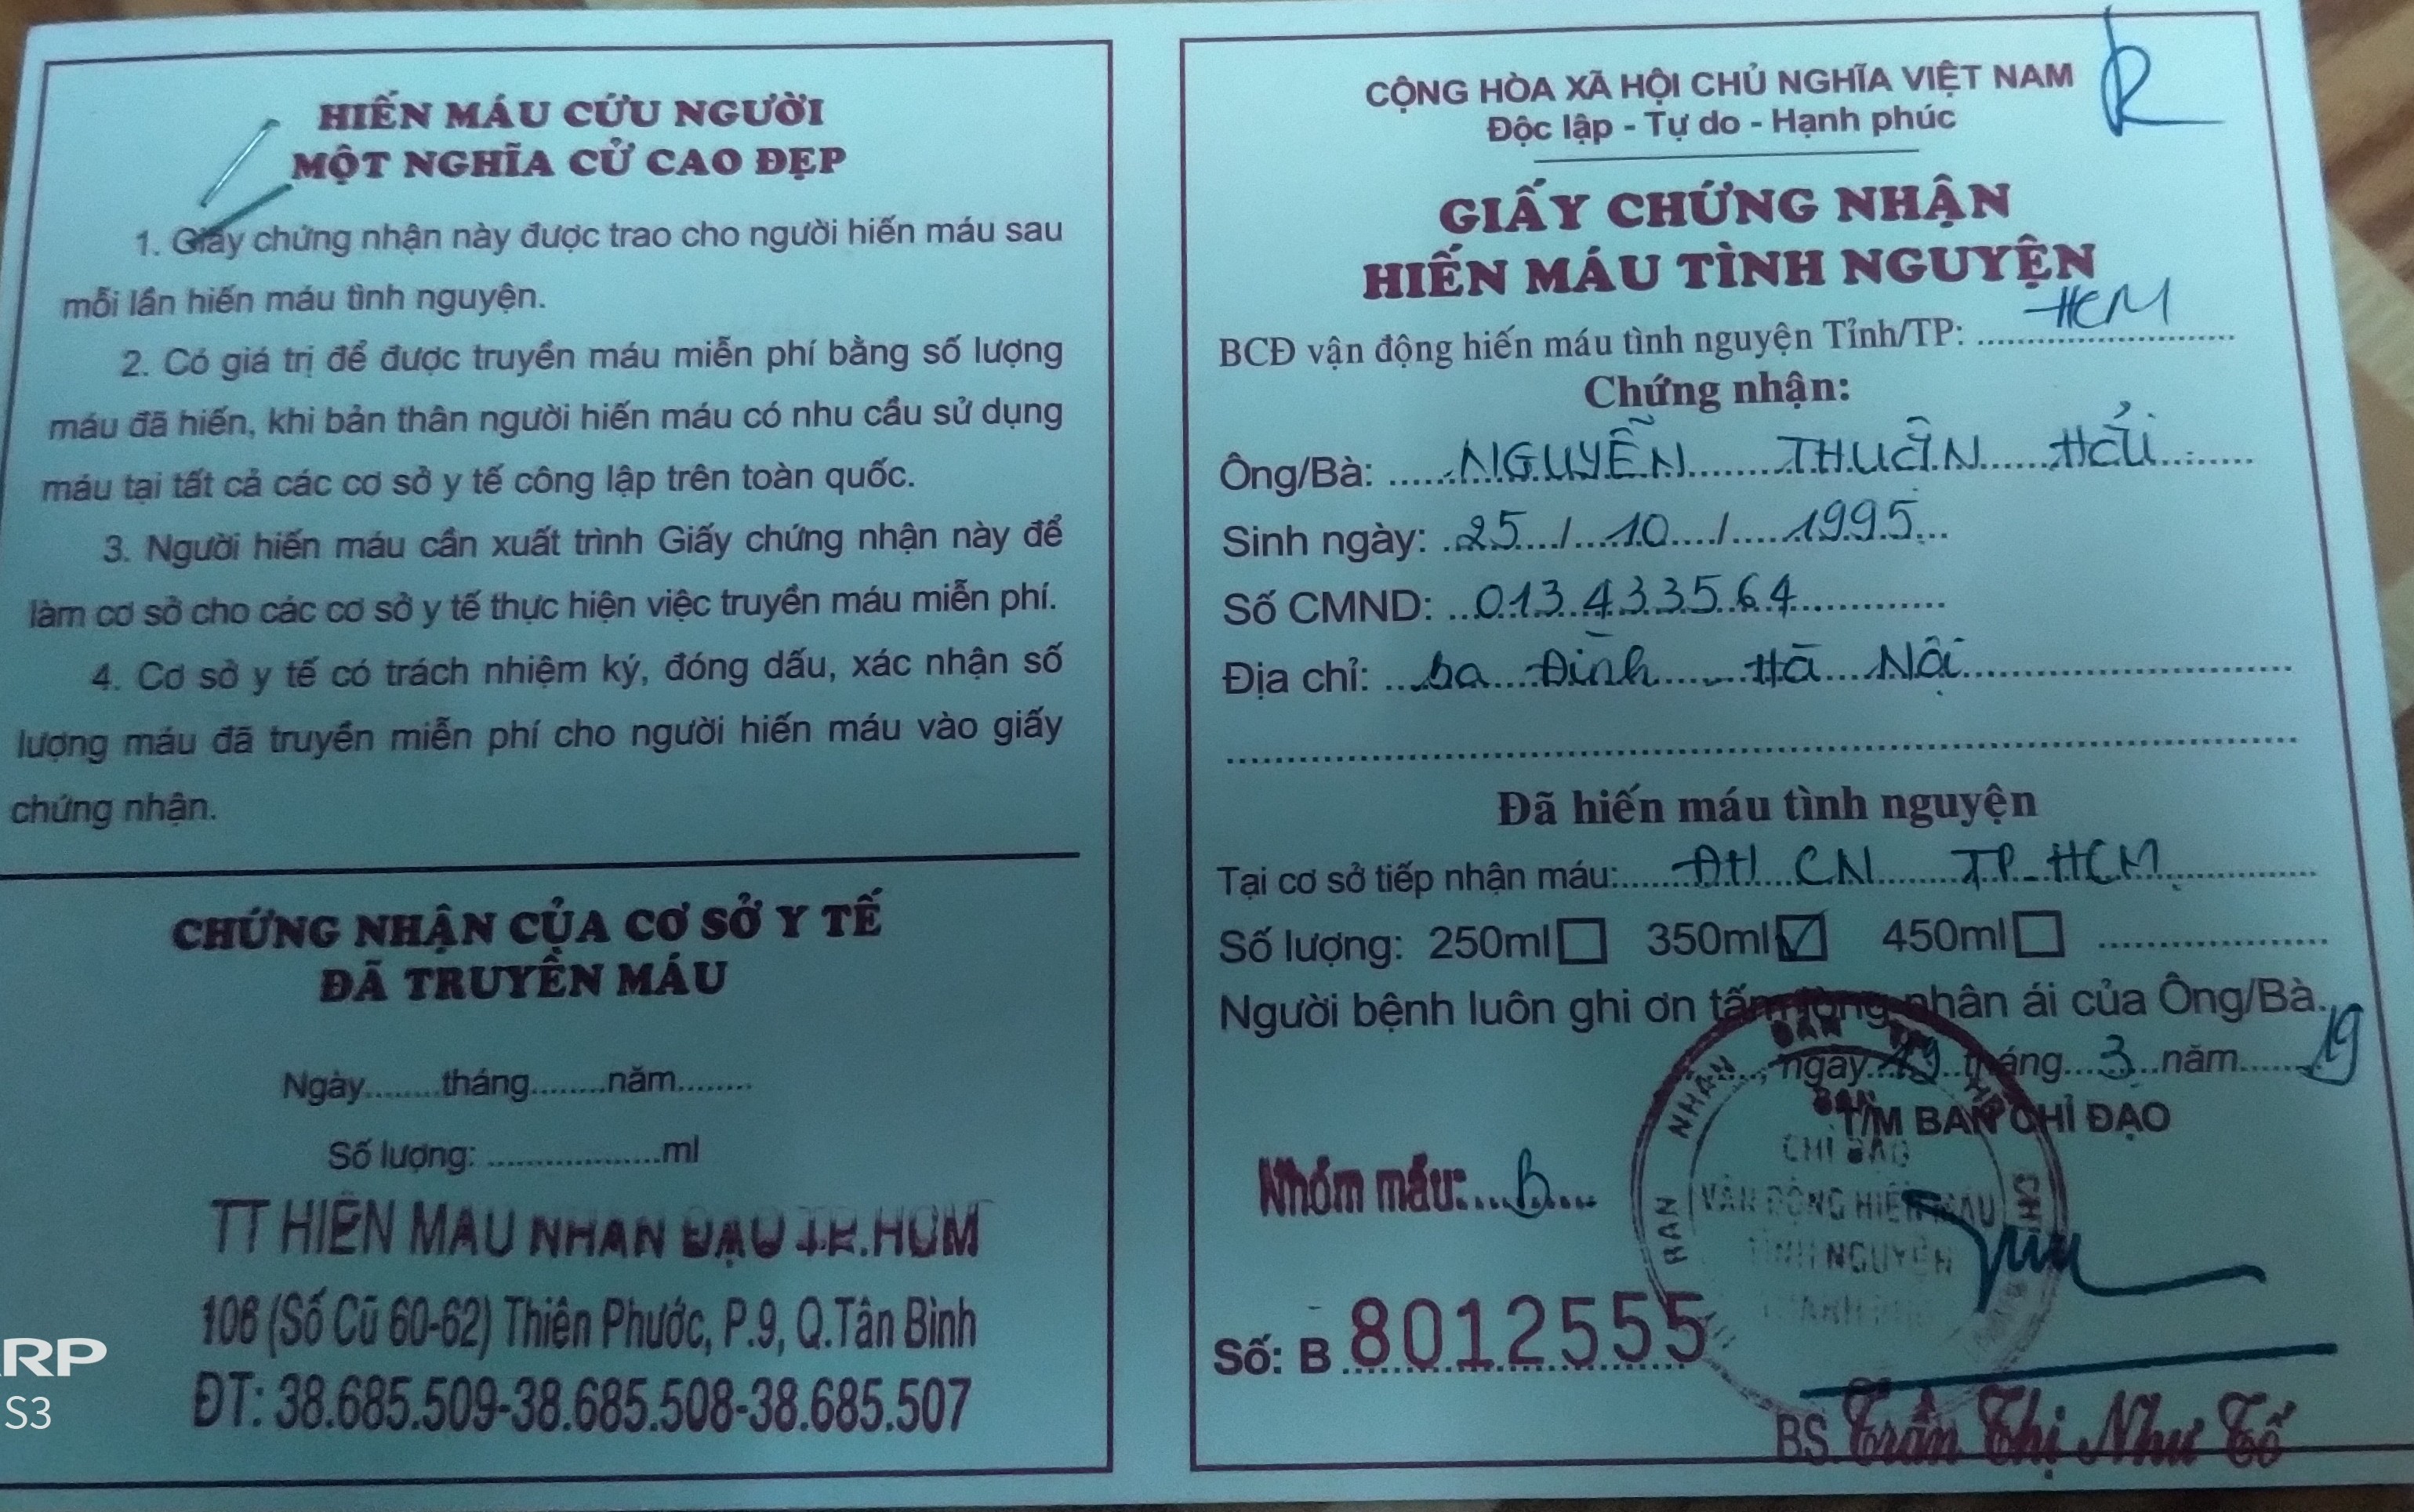 HIẾN MÁU CỨU NGƯỜI
MỘT NGHĨA CỬ CAO ĐẸP
1. Giấy chứng nhận này được trao cho người hiến máu sau
mỗi lần hiến máu tình nguyện.
2. Có giá trị để được truyền máu miễn phí bằng số lượng
máu đã hiến, khi bản thân người hiến máu có nhu cầu sử dụng
máu tại tất cả các cơ sở y tế công lập trên toàn quốc.
3. Người hiến máu cần xuất trình Giấy chứng nhận này để
làm cơ sở cho các cơ sở y tế thực hiện việc truyền máu miễn phí.
4. Cơ sở y tế có trách nhiệm ký, đóng dấu, xác nhận số
lượng máu đã truyền miễn phí cho người hiến máu vào giấy
chứng nhận.
CHỨNG NHẬN CỦA CƠ SỞ Y TẾ
ĐÃ TRUYỀN MÁU
Ngày........tháng........năm........
Số lượng: ..................ml
TT HIẾN MÁU NHÂN ĐẠO TP.HCM
106 (Số Cũ 60-62) Thiên Phước, P.9, Q.Tân Bình
ĐT: 38.685.509-38.685.508-38.685.507
RP
S3
CỘNG HÒA XÃ HỘI CHỦ NGHĨA VIỆT NAM
Độc lập - Tự do - Hạnh phúc
GIẤY CHỨNG NHẬN
HIẾN MÁU TÌNH NGUYỆN
BCĐ vận động hiến máu tình nguyện Tỉnh/TP: HCM
Chứng nhận:
Ông/Bà: NGUYỄN THUẬN HẢI
Sinh ngày: 25 / 10 / 1995
Số CMND: 013433564
Địa chỉ: Ba Đình - Hà Nội
Đã hiến máu tình nguyện
Tại cơ sở tiếp nhận máu: ĐH CN TP-HCM
Số lượng: 250ml 350ml 450ml
Người bệnh luôn ghi ơn tấm lòng nhân ái của Ông/Bà.
, ngày 19 tháng 3 năm 19
T/M BAN CHỈ ĐẠO
BAN
CHỈ ĐẠO
VẬN ĐỘNG HIẾN MÁU
TÌNH NGUYỆN
Nhóm máu: B
Số: B 8012555
BS. Trần Thị Như Tố